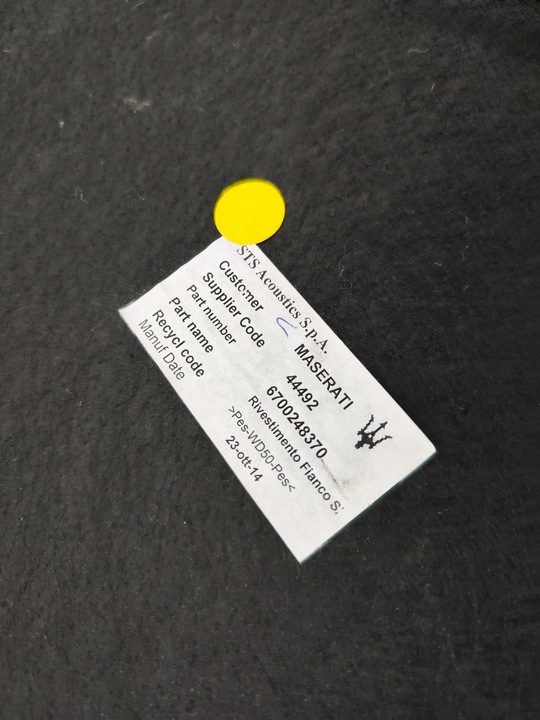 STS Acoustics S.p.A.
Customer MASERATI
Supplier Code 44492
Part number 6700248370
Part name Rivestimento Fianco S.
Recycl code >Pes-WD50-Pes<
Manuf Date 23-ott-14